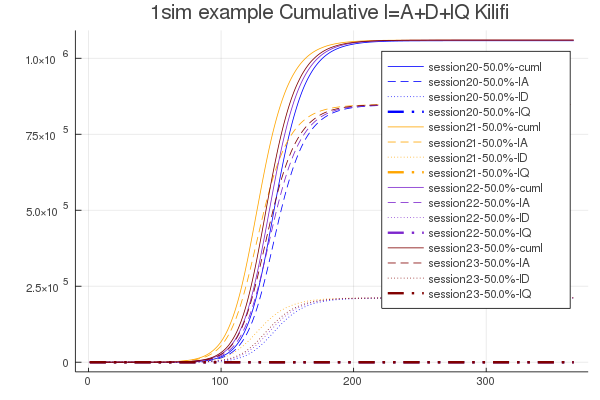 1sim example Cumulative I=A+D+IQ Kilifi
1.0×10 6
7.5×10 5
5.0×10 5
2.5×10 5
0
0 100 200 300
session20-50.0%-cumI
session20-50.0%-IA
session20-50.0%-ID
session20-50.0%-IQ
session21-50.0%-cumI
session21-50.0%-IA
session21-50.0%-ID
session21-50.0%-IQ
session22-50.0%-cumI
session22-50.0%-IA
session22-50.0%-ID
session22-50.0%-IQ
session23-50.0%-cumI
session23-50.0%-IA
session23-50.0%-ID
session23-50.0%-IQ